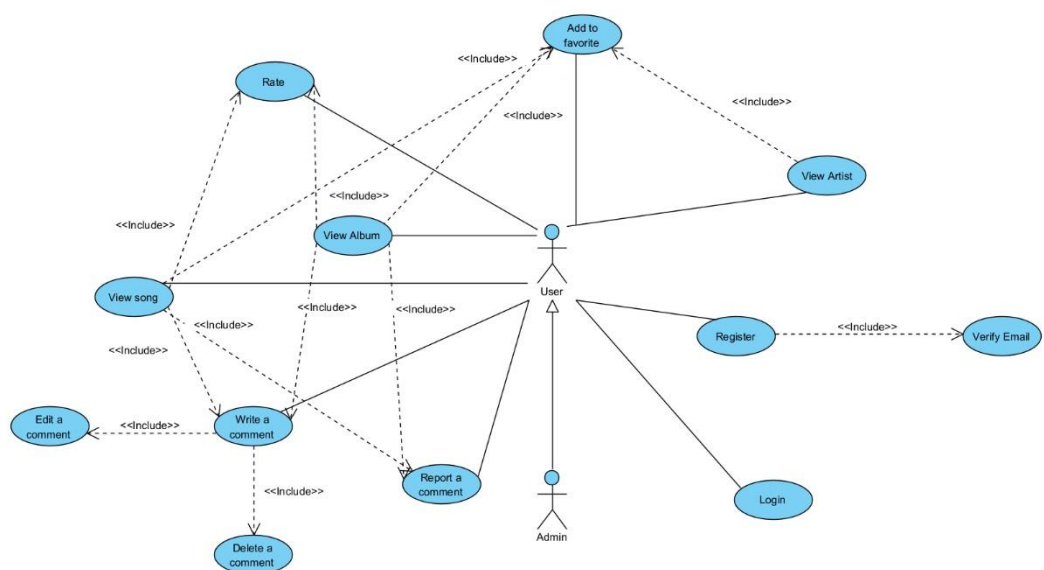 Add to
favorite
<<Include>>
Rate
<<Include>>
<<Include>>
View Artist
<<Include>>
<<Include>>
View Album
User
View song
<<Include>>
<<Include>>
<<Include>>
Register
<<Include>>
Verify Email
Edit a
comment
<<Include>>
Write a
comment
Report a
comment
<<Include>>
Login
Admin
Delete a
comment